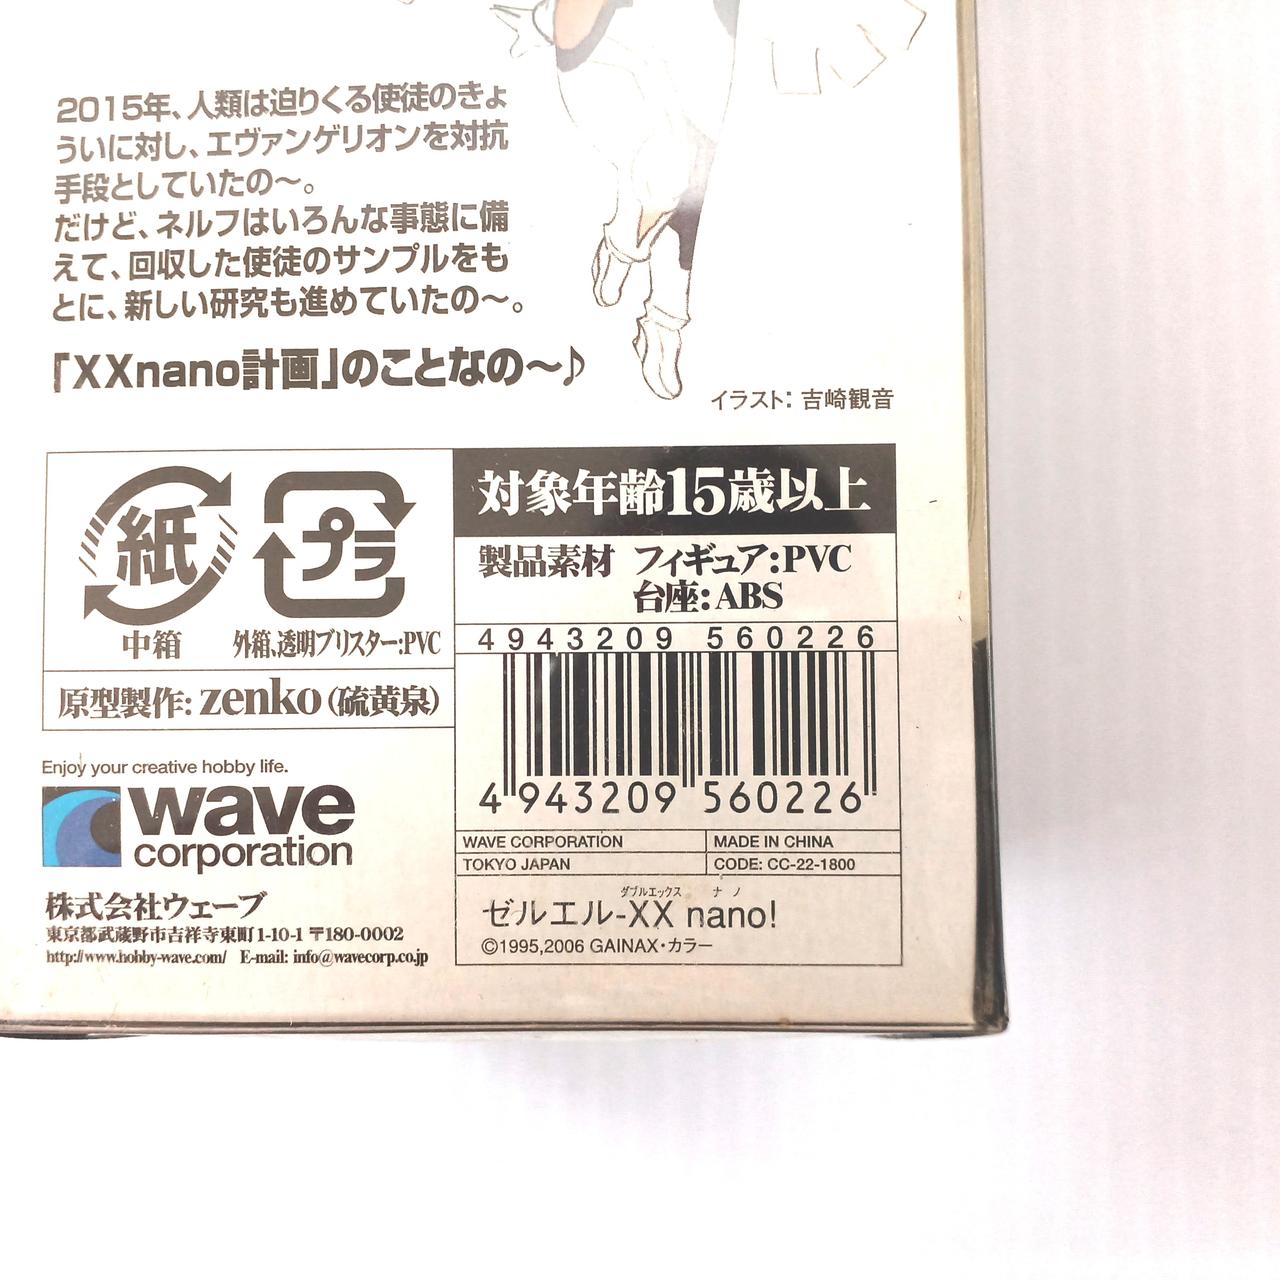 2015年、人類は迫りくる使徒のきょ
ういに対し、エヴァンゲリオンを対抗
手段としていたの〜。
だけど、ネルフはいろんな事態に備
えて、回収した使徒のサンプルをも
とに、新しい研究も進めていたの〜。
「XXnano計画」のことなの〜♪
イラスト：吉崎観音
紙
中箱
プラ
外箱、透明ブリスター:PVC
原型製作：zenko（硫黄泉）
対象年齢15歳以上
製品素材 フィギュア：PVC
台座：ABS
4943209 560226
4 943209 560226
WAVE CORPORATION
MADE IN CHINA
TOKYO JAPAN
CODE: CC-22-1800
ダブルエックス ナノ
ゼルエル-XX nano!
©1995,2006 GAINAX・カラー
Enjoy your creative hobby life.
wave
corporation
株式会社ウェーブ
東京都武蔵野市吉祥寺東町1-10-1 〒180-0002
http://www.hobby-wave.com/ E-mail: info@wavecorp.co.jp